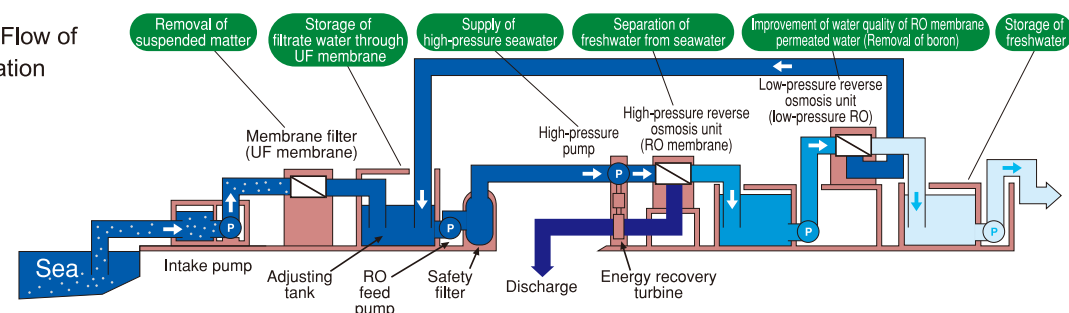 Flow of
ation
Removal of
suspended matter
Storage of
filtrate water through
UF membrane
Supply of
high-pressure seawater
Separation of
freshwater from seawater
Improvement of water quality of RO membrane
permeated water (Removal of boron)
Storage of
freshwater
Membrane filter
(UF membrane)
High-pressure
pump
High-pressure reverse
osmosis unit
(RO membrane)
Low-pressure reverse
osmosis unit
(low-pressure RO)
P
P
P
P
P
Sea
Intake pump
Adjusting
tank
RO
feed
pump
Safety
filter
Discharge
Energy recovery
turbine